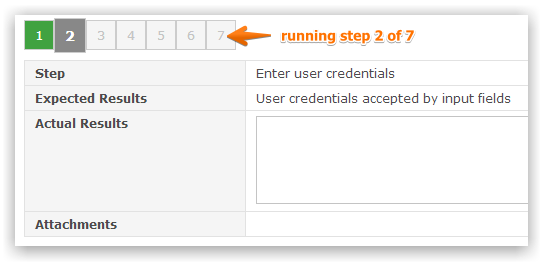 1 2 3 4 5 6 7 running step 2 of 7
Step Enter user credentials
Expected Results User credentials accepted by input fields
Actual Results
Attachments